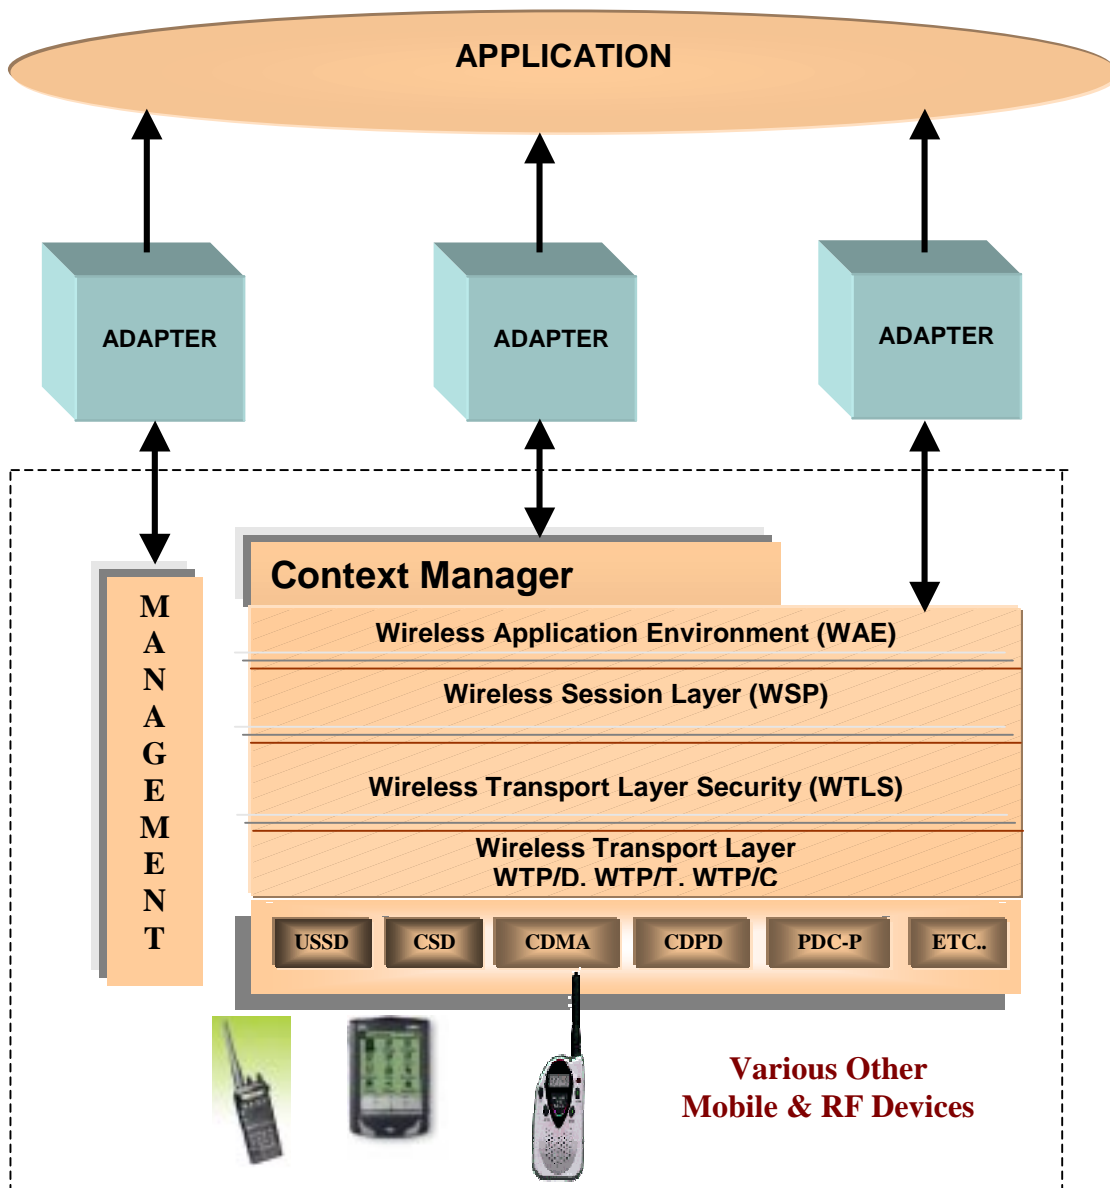 APPLICATION
ADAPTER
ADAPTER
ADAPTER
Context Manager
MANAGEMENT
Wireless Application Environment (WAE)
Wireless Session Layer (WSP)
Wireless Transport Layer Security (WTLS)
Wireless Transport Layer
WTP/D, WTP/T, WTP/C
USSD
CSD
CDMA
CDPD
PDC-P
ETC..
Various Other
Mobile & RF Devices